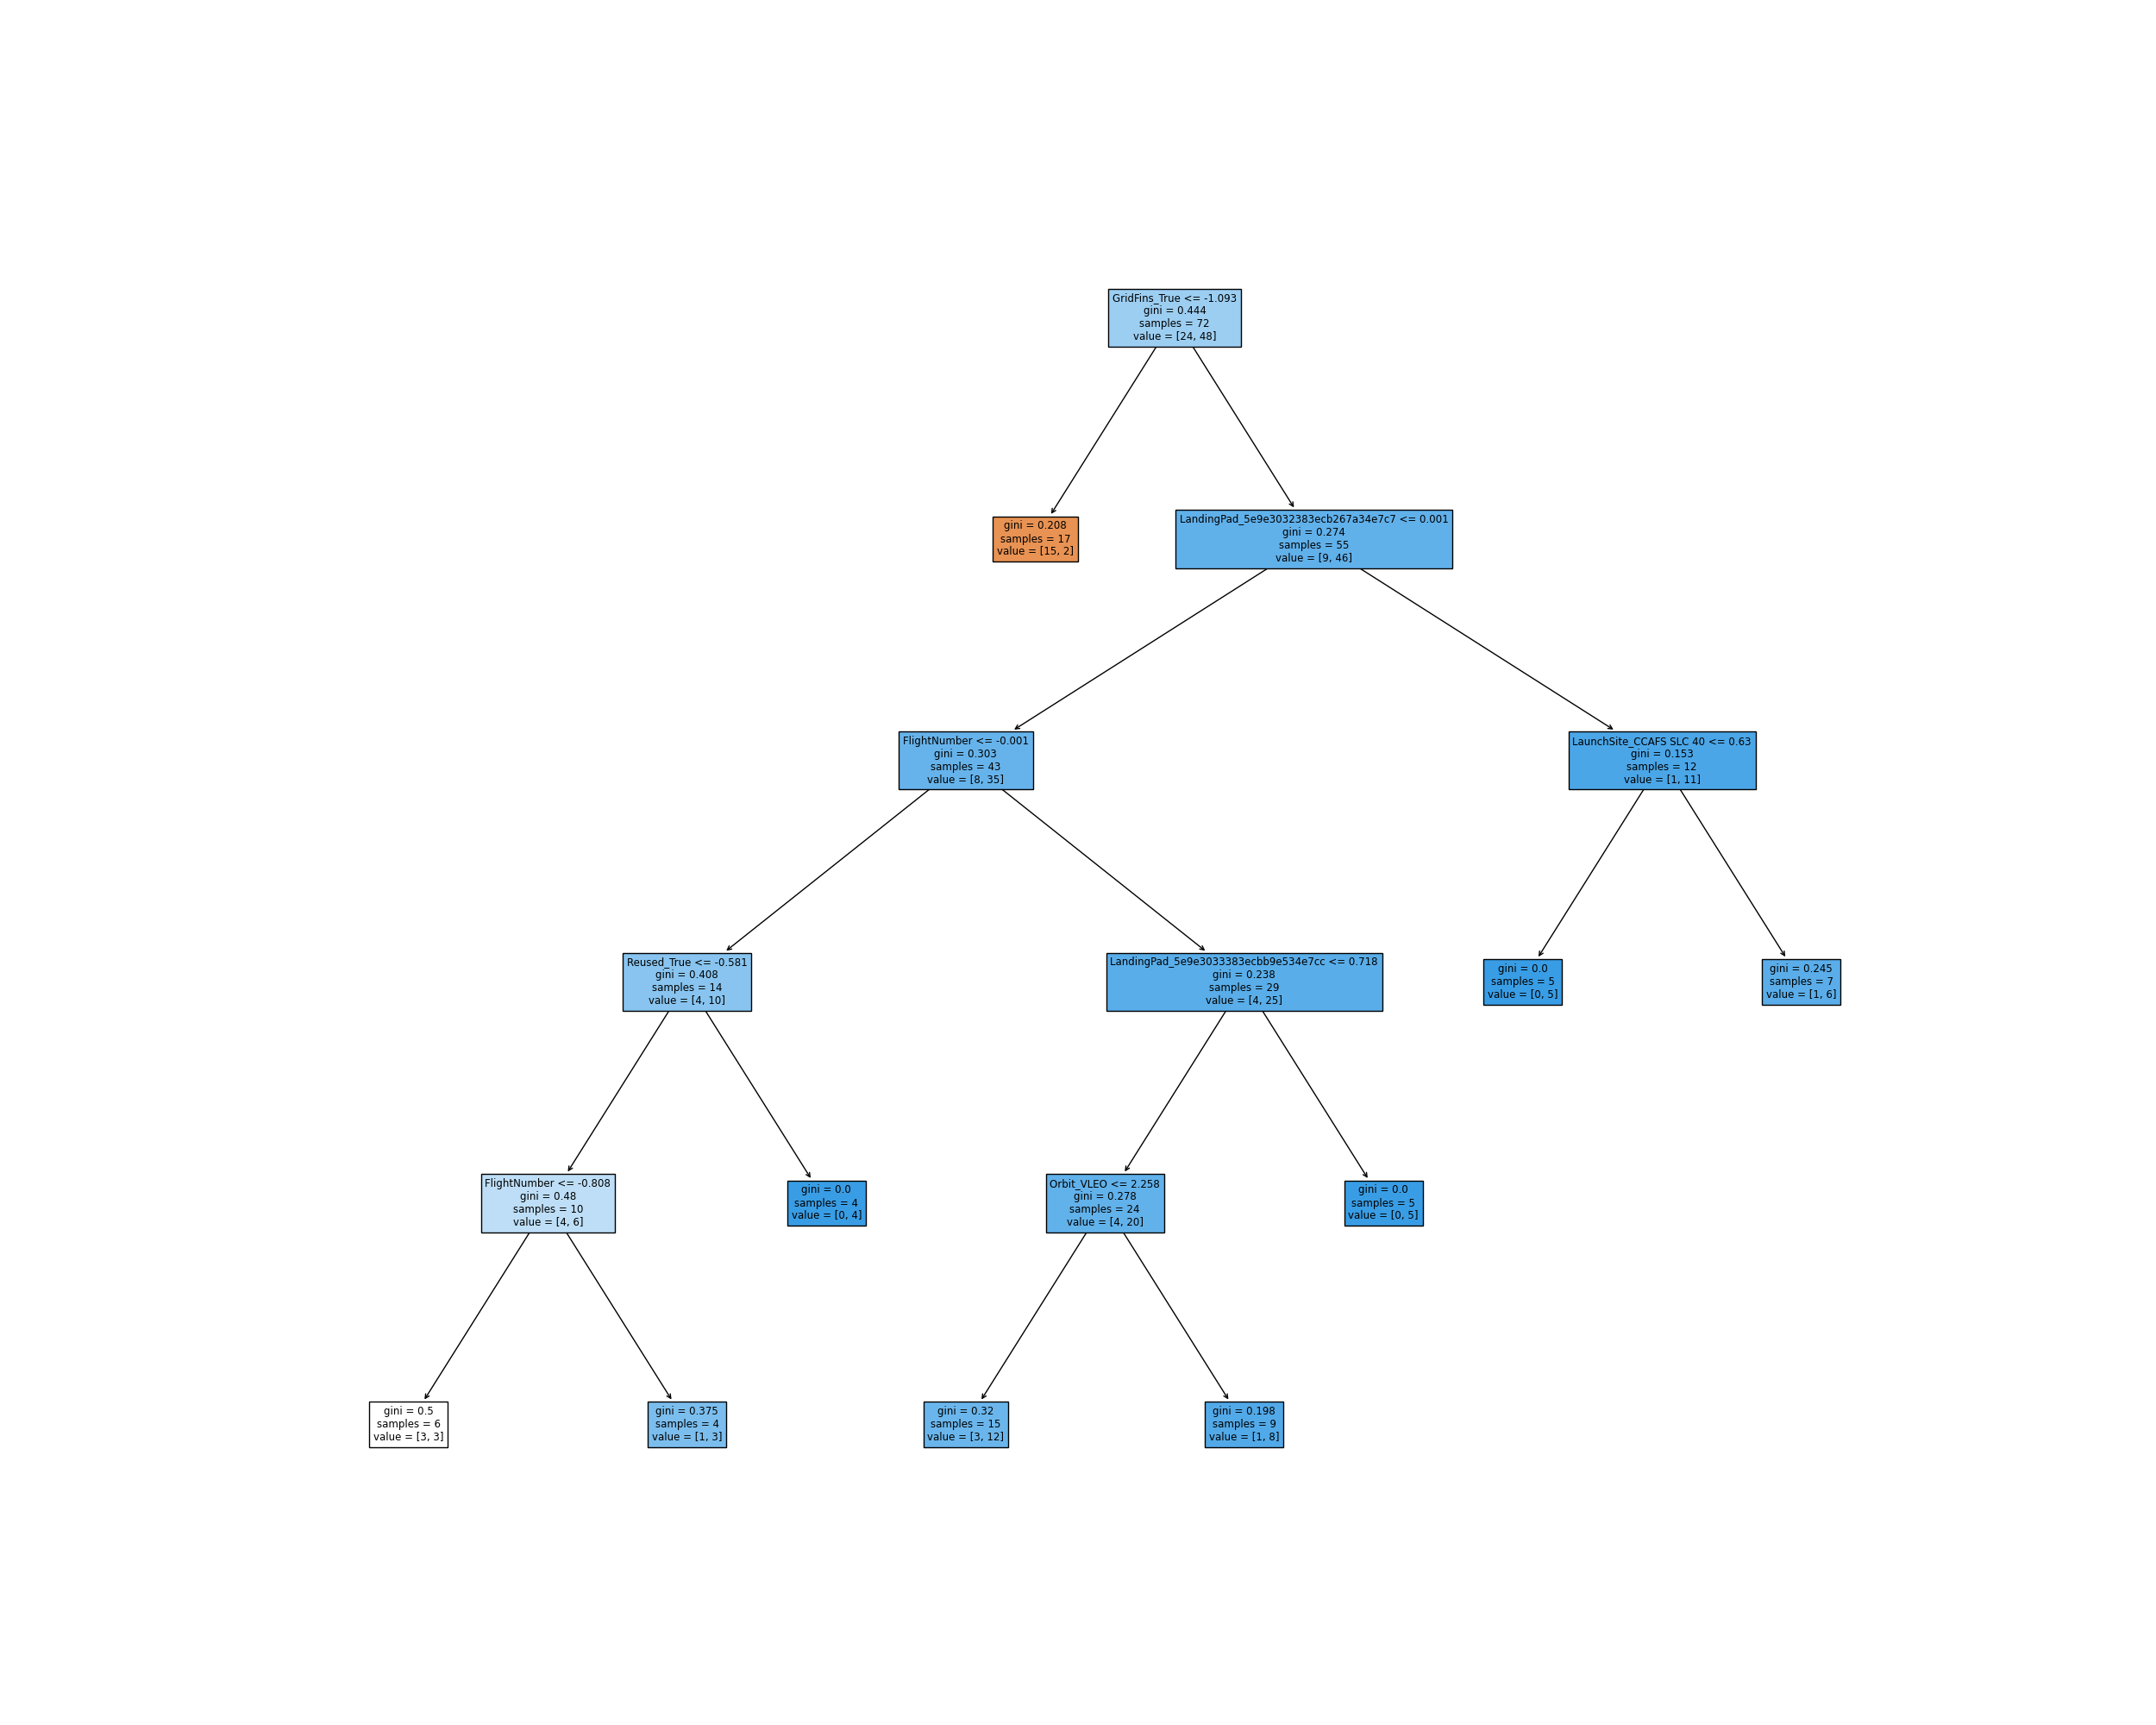 GridFins_True <= -1.093
gini = 0.444
samples = 72
value = [24, 48]
gini = 0.208
samples = 17
value = [15, 2]
LandingPad_5e9e3032383ecb267a34e7c7 <= 0.001
gini = 0.274
samples = 55
value = [9, 46]
FlightNumber <= -0.001
gini = 0.303
samples = 43
value = [8, 35]
LaunchSite_CCAFS SLC 40 <= 0.63
gini = 0.153
samples = 12
value = [1, 11]
Reused_True <= -0.581
gini = 0.408
samples = 14
value = [4, 10]
LandingPad_5e9e3033383ecbb9e534e7cc <= 0.718
gini = 0.238
samples = 29
value = [4, 25]
gini = 0.0
samples = 5
value = [0, 5]
gini = 0.245
samples = 7
value = [1, 6]
FlightNumber <= -0.808
gini = 0.48
samples = 10
value = [4, 6]
gini = 0.0
samples = 4
value = [0, 4]
Orbit_VLEO <= 2.258
gini = 0.278
samples = 24
value = [4, 20]
gini = 0.0
samples = 5
value = [0, 5]
gini = 0.5
samples = 6
value = [3, 3]
gini = 0.375
samples = 4
value = [1, 3]
gini = 0.32
samples = 15
value = [3, 12]
gini = 0.198
samples = 9
value = [1, 8]